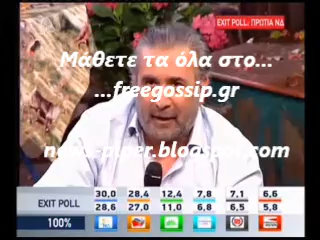 EXIT POLL: ΠΡΩΤΙΑ ΝΔ
Μάθετε τα όλα στο...
...freegossip.gr
EXIT POLL 30,0 28,4 12,4 7,8 7,1 6,6
100% 28,6 27,0 11,0 6,8 6,5 5,8